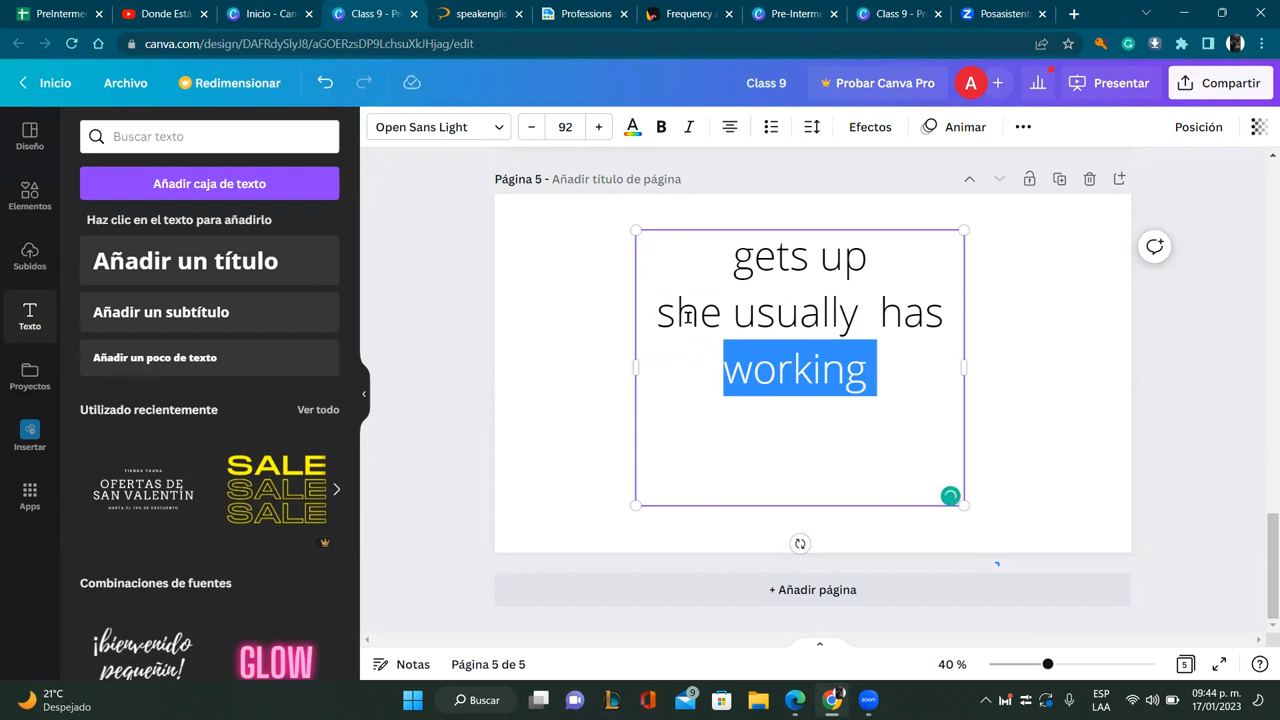 PreInterme
Donde Está
Inicio - Can
Class 9 - Pr
speakenglis
Professions
Frequency A
Pre-Interme
Class 9 - Pr
Posasistent
canva.com/design/DAFRdySlyJ8/aGOERzsDP9LchsuXkJHjag/edit
Inicio
Archivo
Redimensionar
Class 9
Probar Canva Pro
A
Presentar
Compartir
Diseño
Elementos
Subidos
Texto
Proyectos
Insertar
Apps
Buscar texto
Añadir caja de texto
Haz clic en el texto para añadirlo
Añadir un título
Añadir un subtítulo
Añadir un poco de texto
Utilizado recientemente
Ver todo
TIENDA FAUNA
OFERTAS DE
SAN VALENTÍN
SALE
SALE
SALE
Combinaciones de fuentes
¡bienvenido
pequeñín!
GLOW
Open Sans Light
92
B
I
Efectos
Animar
Posición
Página 5 - Añadir título de página
gets up
she usually has
working
+ Añadir página
Notas
Página 5 de 5
40 %
5
21°C
Despejado
Buscar
9
zoom
ESP
LAA
09:44 p. m.
17/01/2023